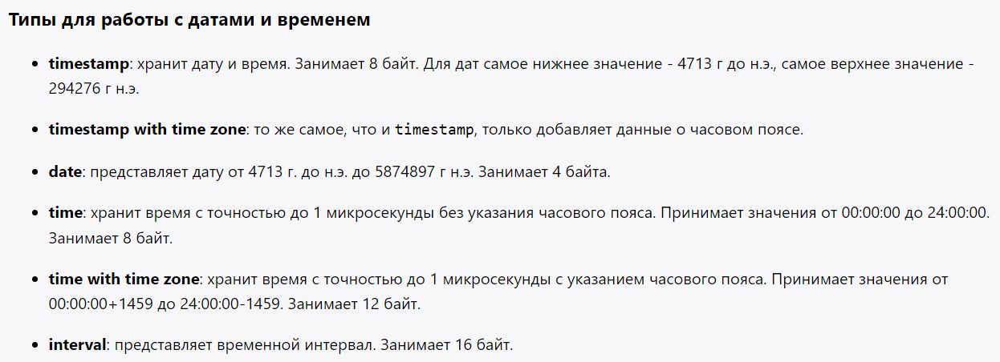 Типы для работы с датами и временем
timestamp: хранит дату и время. Занимает 8 байт. Для дат самое нижнее значение - 4713 г до н.э., самое верхнее значение -
294276 г н.э.
timestamp with time zone: то же самое, что и timestamp, только добавляет данные о часовом поясе.
date: представляет дату от 4713 г. до н.э. до 5874897 г н.э. Занимает 4 байта.
time: хранит время с точностью до 1 микросекунды без указания часового пояса. Принимает значения от 00:00:00 до 24:00:00.
Занимает 8 байт.
time with time zone: хранит время с точностью до 1 микросекунды с указанием часового пояса. Принимает значения от
00:00:00+1459 до 24:00:00-1459. Занимает 12 байт.
interval: представляет временной интервал. Занимает 16 байт.